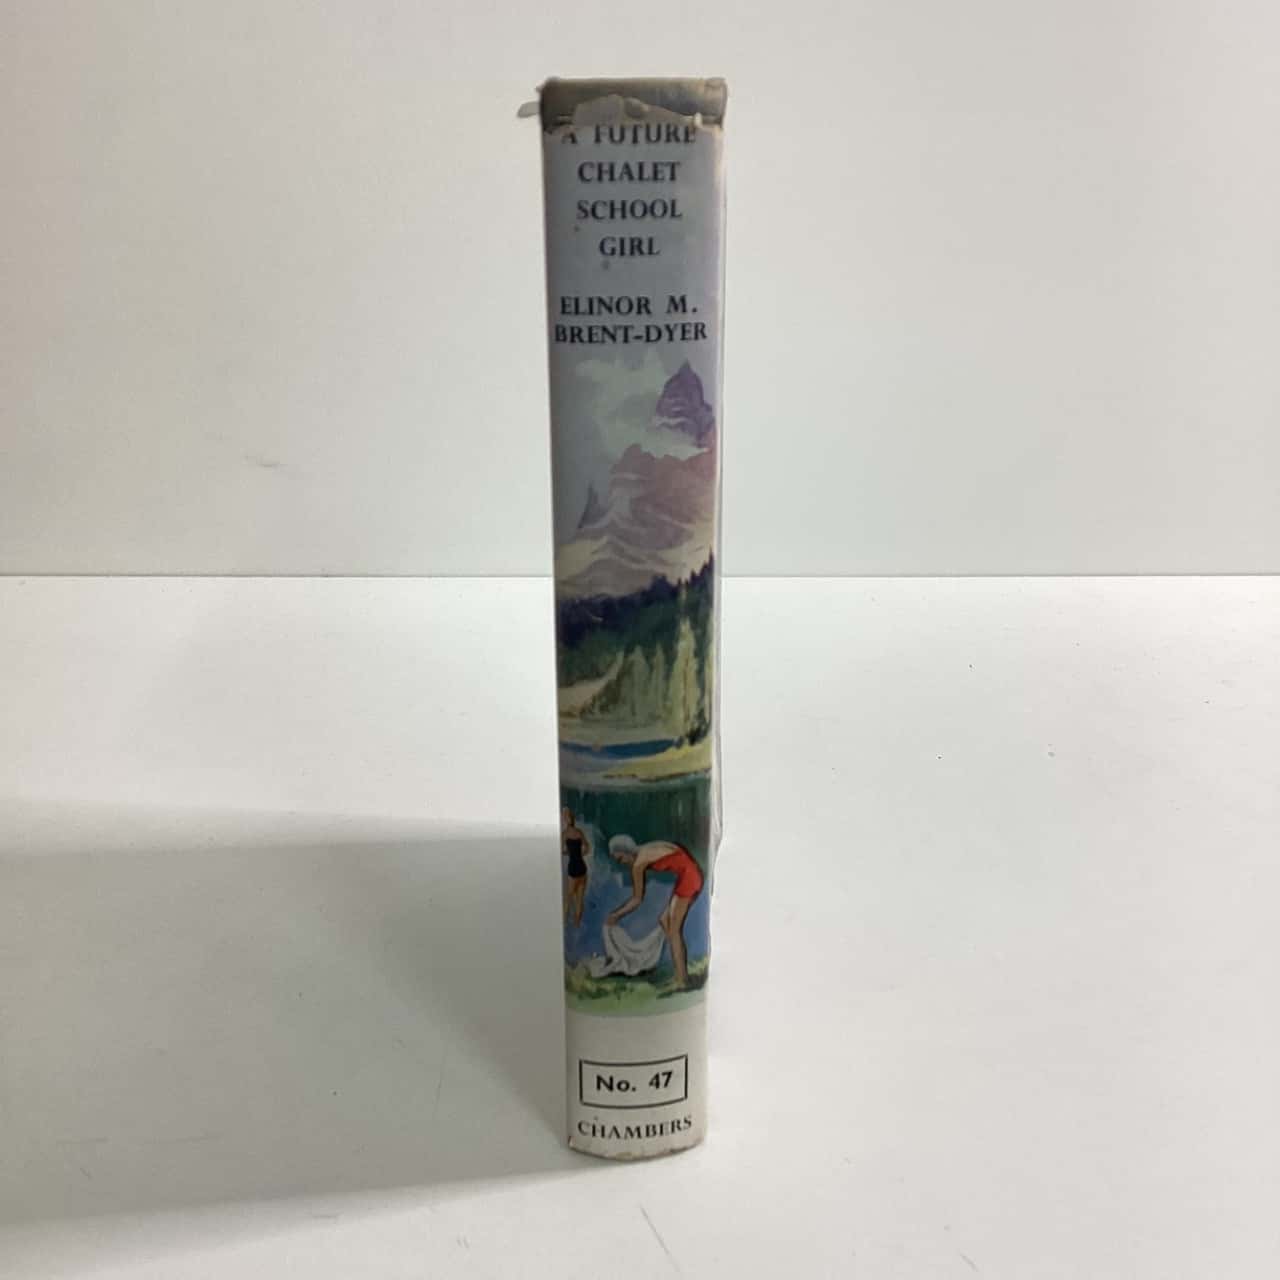 A FUTURE
CHALET
SCHOOL
GIRL
ELINOR M.
BRENT-DYER
No. 47
CHAMBERS